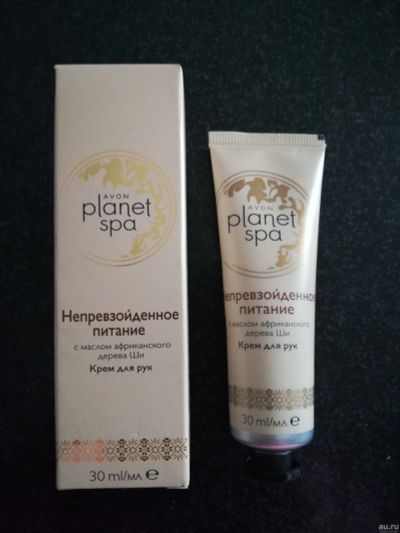 AVON
planet
spa
Непревзойденное
питание
с маслом африканского
дерева Ши
Крем для рук
30 ml/мл e
AVON
planet
spa
Непревзойденное
питание
с маслом африканского
дерева Ши
Крем для рук
30 ml/мл e
au.ru